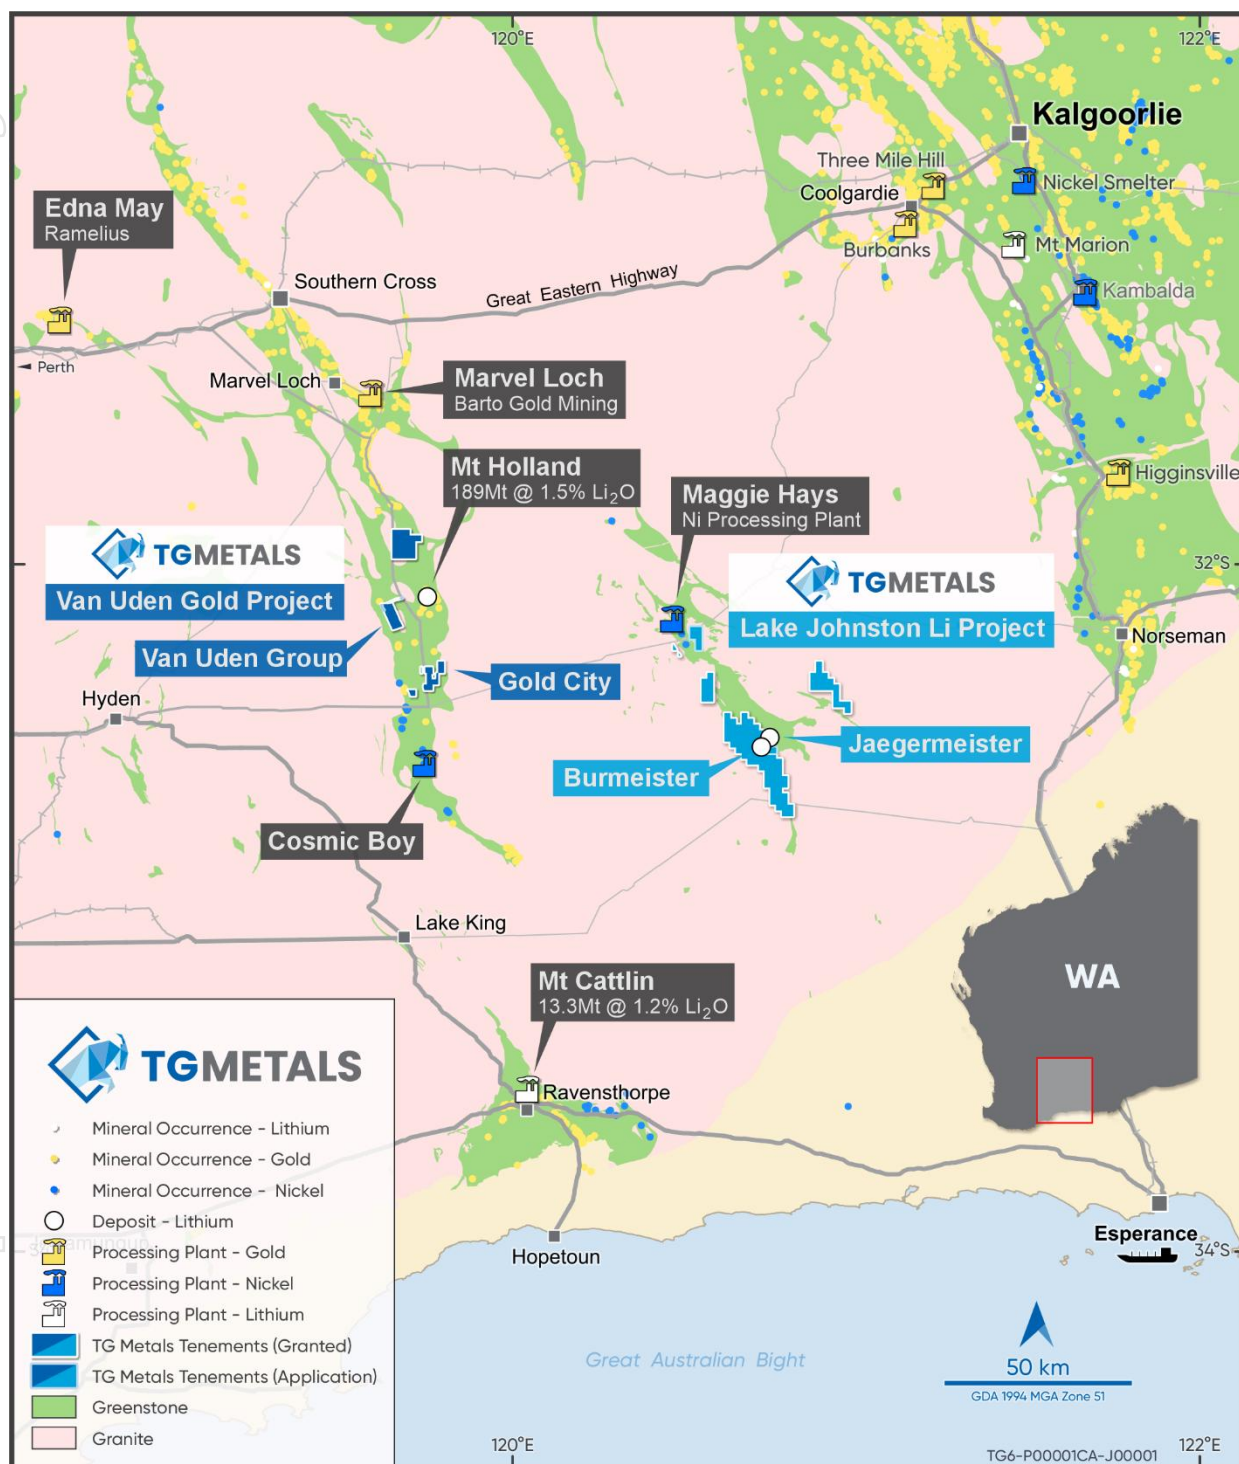 120°E
122°E
Kalgoorlie
Three Mile Hill
Coolgardie
Nickel Smelter
Burbanks
Mt Marion
Kambalda
Edna May
Ramelius
Southern Cross
Great Eastern Highway
Perth
Marvel Loch
Marvel Loch
Barto Gold Mining
Mt Holland
189Mt @ 1.5% Li₂O
Maggie Hays
Ni Processing Plant
Higginsville
32°S
TGMETALS
Van Uden Gold Project
TGMETALS
Lake Johnston Li Project
Van Uden Group
Gold City
Norseman
Hyden
Jaegermeister
Burmeister
Cosmic Boy
Lake King
WA
Mt Cattlin
13.3Mt @ 1.2% Li₂O
Ravensthorpe
Hopetoun
Esperance
34°S
Great Australian Bight
50 km
GDA 1994 MGA Zone 51
TGMETALS
Mineral Occurrence - Lithium
Mineral Occurrence - Gold
Mineral Occurrence - Nickel
Deposit - Lithium
Processing Plant - Gold
Processing Plant - Nickel
Processing Plant - Lithium
TG Metals Tenements (Granted)
TG Metals Tenements (Application)
Greenstone
Granite
120°E
122°E
TG6-P00001CA-J00001